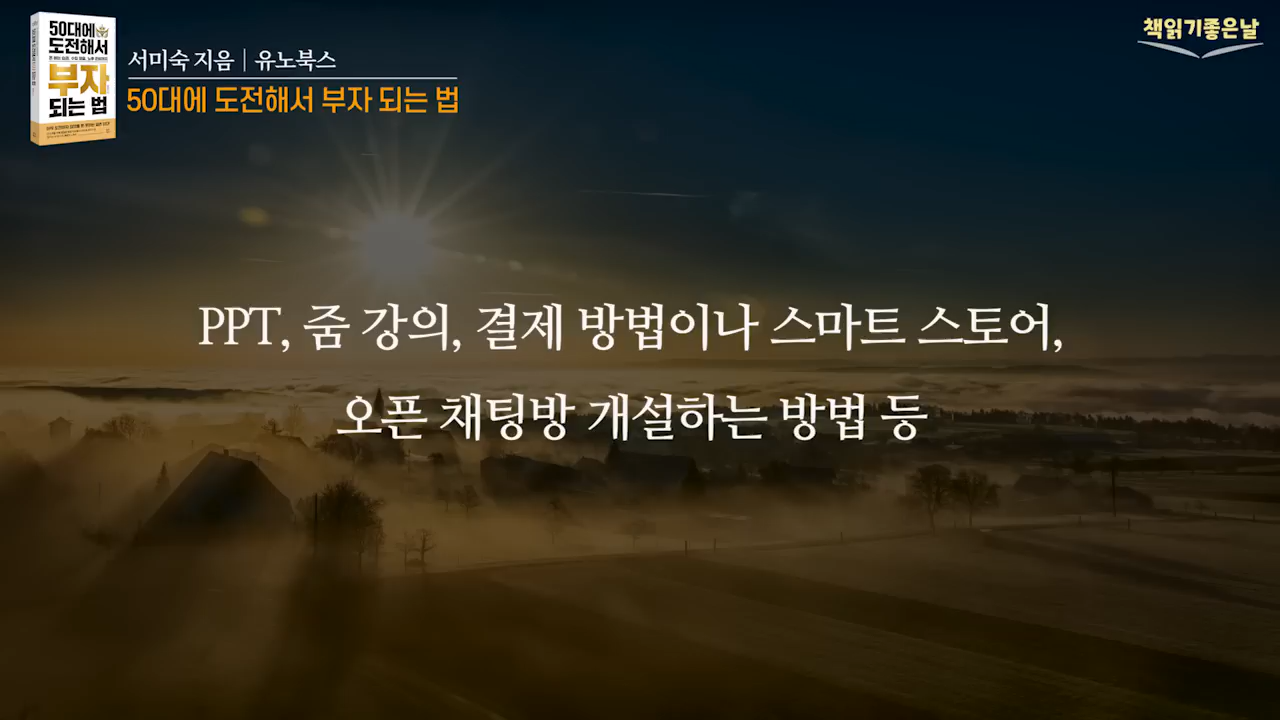 50대에
도전해서
부자
되는 법
서미숙 지음 | 유노북스
50대에 도전해서 부자 되는 법
책읽기좋은날
PPT, 줌 강의, 결제 방법이나 스마트 스토어,
오픈 채팅방 개설하는 방법 등